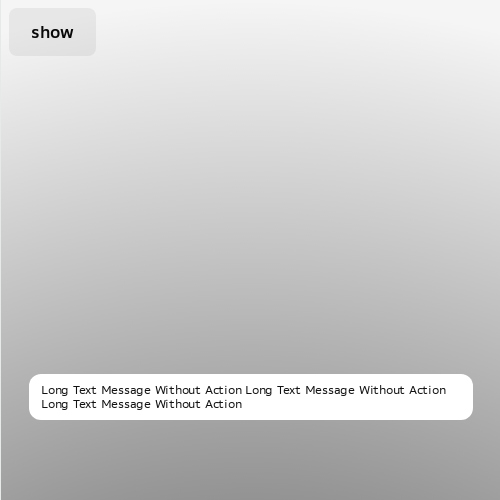 show
Long Text Message Without Action Long Text Message Without Action
Long Text Message Without Action